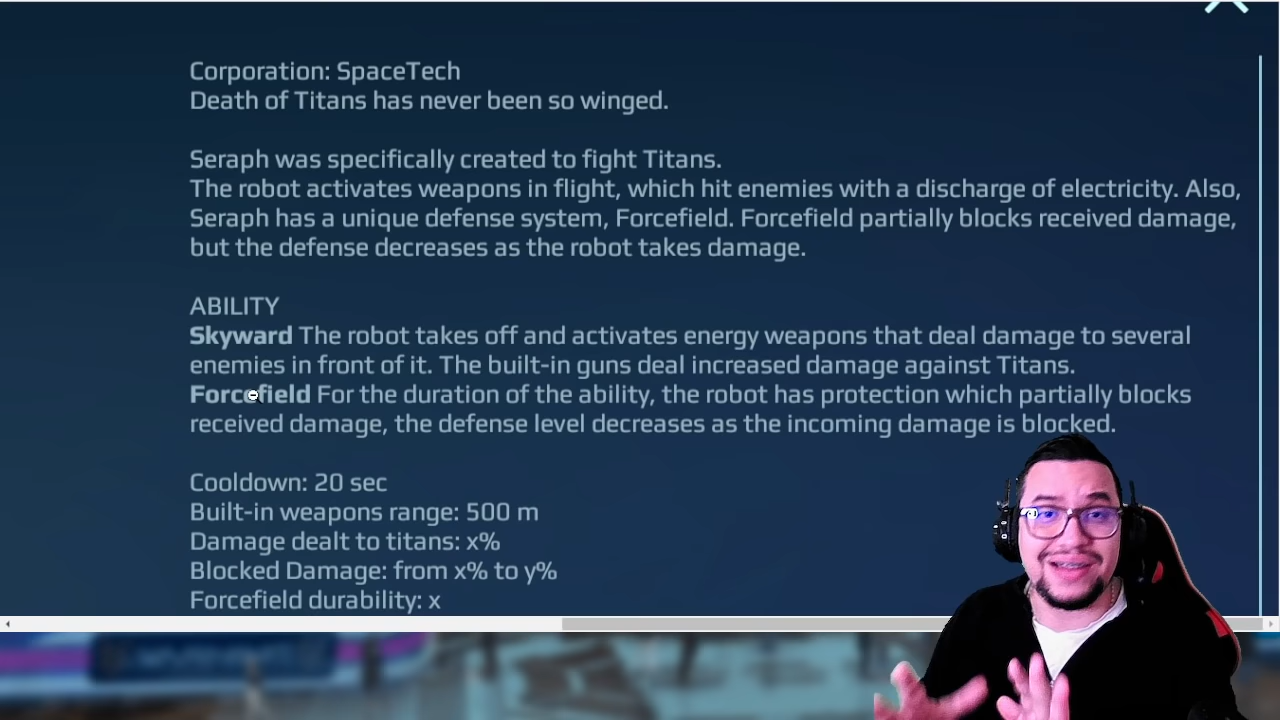 Corporation: SpaceTech
Death of Titans has never been so winged.
Seraph was specifically created to fight Titans.
The robot activates weapons in flight, which hit enemies with a discharge of electricity. Also,
Seraph has a unique defense system, Forcefield. Forcefield partially blocks received damage,
but the defense decreases as the robot takes damage.
ABILITY
Skyward The robot takes off and activates energy weapons that deal damage to several
enemies in front of it. The built-in guns deal increased damage against Titans.
Forcefield For the duration of the ability, the robot has protection which partially blocks
received damage, the defense level decreases as the incoming damage is blocked.
Cooldown: 20 sec
Built-in weapons range: 500 m
Damage dealt to titans: x%
Blocked Damage: from x% to y%
Forcefield durability: x